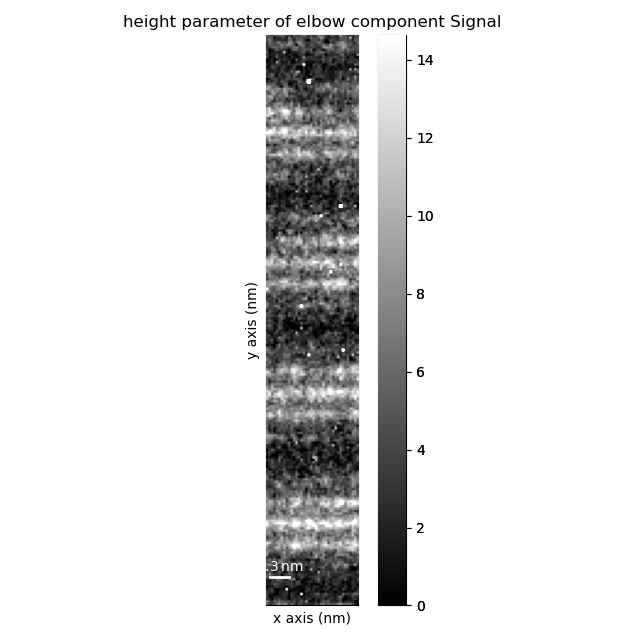 height parameter of elbow component Signal
14
12
10
8
6
4
2
0
y axis (nm)
.3 nm
x axis (nm)